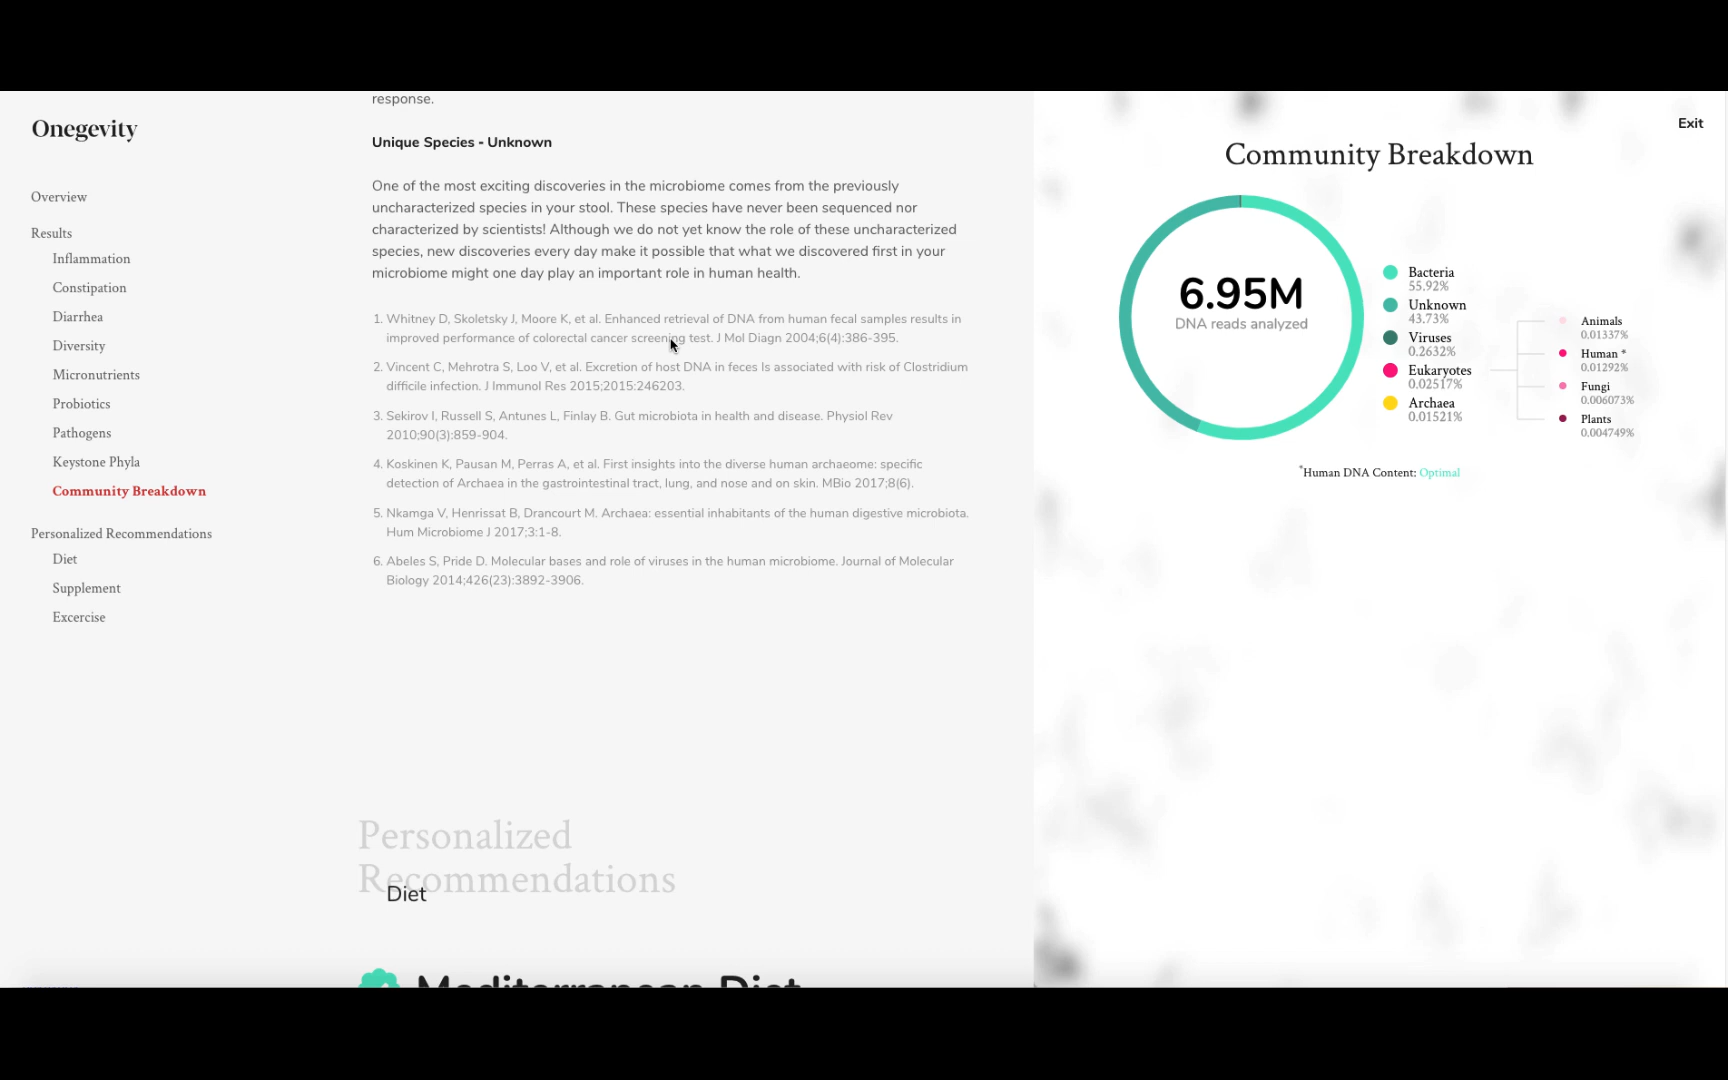 Onegevity
Overview
Results
Inflammation
Constipation
Diarrhea
Diversity
Micronutrients
Probiotics
Pathogens
Keystone Phyla
Community Breakdown
Personalized Recommendations
Diet
Supplement
Excercise
response.
Unique Species - Unknown
One of the most exciting discoveries in the microbiome comes from the previously
uncharacterized species in your stool. These species have never been sequenced nor
characterized by scientists! Although we do not yet know the role of these uncharacterized
species, new discoveries every day make it possible that what we discovered first in your
microbiome might one day play an important role in human health.
1. Whitney D, Skoletsky J, Moore K, et al. Enhanced retrieval of DNA from human fecal samples results in
improved performance of colorectal cancer screening test. J Mol Diagn 2004;6(4):386-395.
2. Vincent C, Mehrotra S, Loo V, et al. Excretion of host DNA in feces Is associated with risk of Clostridium
difficile infection. J Immunol Res 2015;2015:246203.
3. Sekirov I, Russell S, Antunes L, Finlay B. Gut microbiota in health and disease. Physiol Rev
2010;90(3):859-904.
4. Koskinen K, Pausan M, Perras A, et al. First insights into the diverse human archaeome: specific
detection of Archaea in the gastrointestinal tract, lung, and nose and on skin. MBio 2017;8(6).
5. Nkamga V, Henrissat B, Drancourt M. Archaea: essential inhabitants of the human digestive microbiota.
Hum Microbiome J 2017;3:1-8.
6. Abeles S, Pride D. Molecular bases and role of viruses in the human microbiome. Journal of Molecular
Biology 2014;426(23):3892-3906.
Personalized
Recommendations
Diet
Mediterranean Diet
Exit
Community Breakdown
6.95M
DNA reads analyzed
Bacteria
55.92%
Unknown
43.73%
Viruses
0.2632%
Eukaryotes
0.02517%
Archaea
0.01521%
Animals
0.01337%
Human *
0.01292%
Fungi
0.006073%
Plants
0.004749%
*Human DNA Content: Optimal